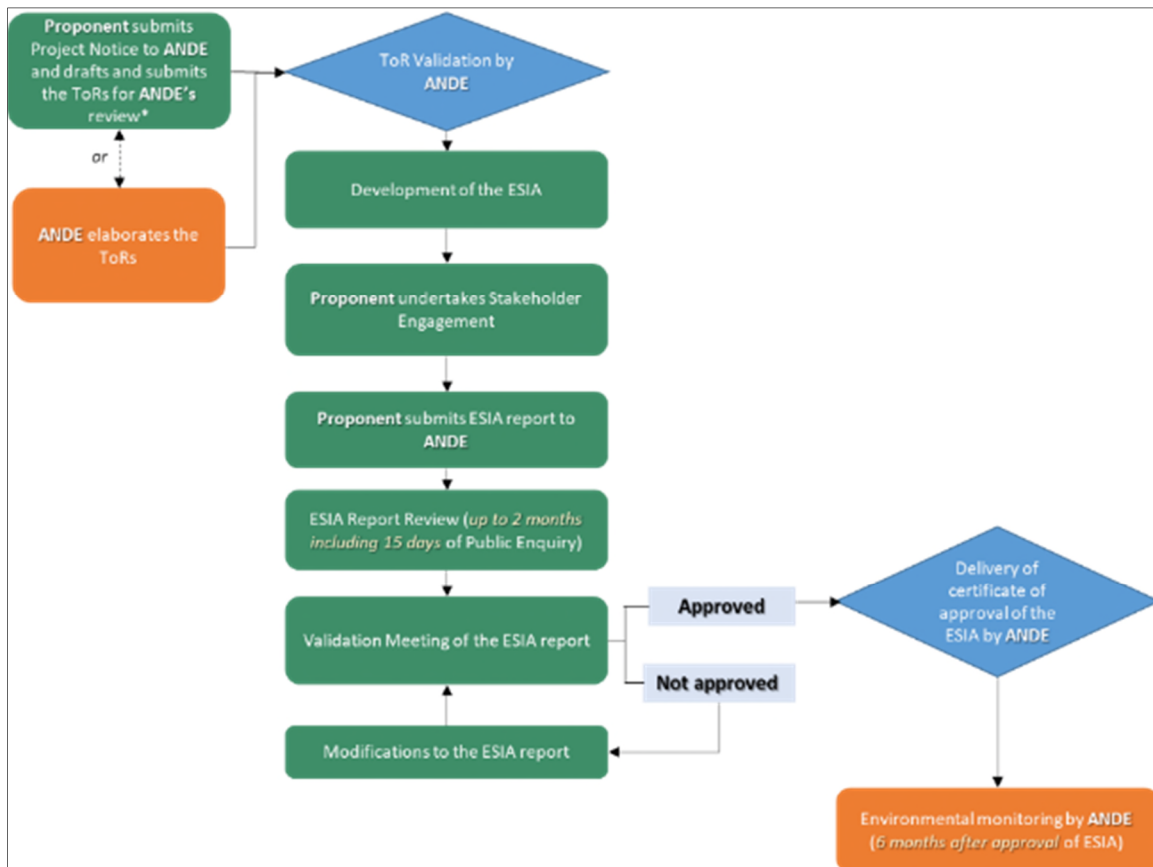 Proponent submits
Project Notice to ANDE
and drafts and submits
the ToRs for ANDE's
review*
or
ANDE elaborates the
ToRs
ToR Validation by
ANDE
Development of the ESIA
Proponent undertakes Stakeholder
Engagement
Proponent submits ESIA report to
ANDE
ESIA Report Review (up to 2 months
including 15 days of Public Enquiry)
Validation Meeting of the ESIA report
Approved
Not approved
Modifications to the ESIA report
Delivery of
certificate of
approval of the
ESIA by ANDE
Environmental monitoring by ANDE
(6 months after approval of ESIA)